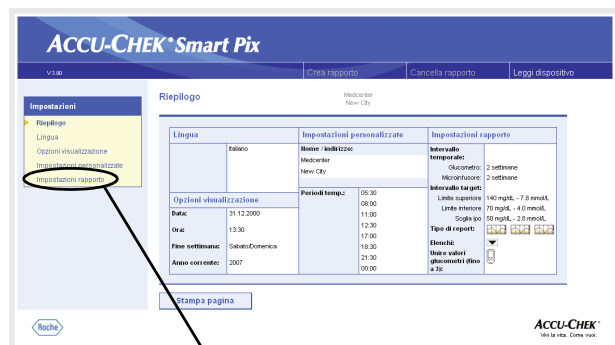 ACCU-CHEK® Smart Pix
V 3.00
Crea rapporto
Cancella rapporto
Leggi dispositivo
Impostazioni
Riepilogo
Lingua
Opzioni visualizzazione
Impostazioni personalizzate
Impostazioni rapporto
Riepilogo
Medcenter
New City
Lingua
Italiano
Opzioni visualizzazione
Data: 31.12.2000
Ora: 13:30
Fine settimana: Sabato/Domenica
Anno corrente: 2007
Impostazioni personalizzate
Nome / indirizzo:
Medcenter
New City
Periodi temp.: 05:30
08:00
11:00
12:30
17:00
18:30
21:30
00:00
Impostazioni rapporto
Intervallo
temporale:
Glucometro: 2 settimane
Microinfusore: 2 settimane
Intervallo target:
Limite superiore 140 mg/dL - 7.8 mmol/L
Limite inferiore 70 mg/dL - 4.0 mmol/L
Soglia ipo 50 mg/dL - 2.8 mmol/L
Tipo di report:
Elenchi:
Unire valori
glucometri (fino
a 3):
Stampa pagina
Roche
ACCU-CHEK®
Vivi la vita. Come vuoi.